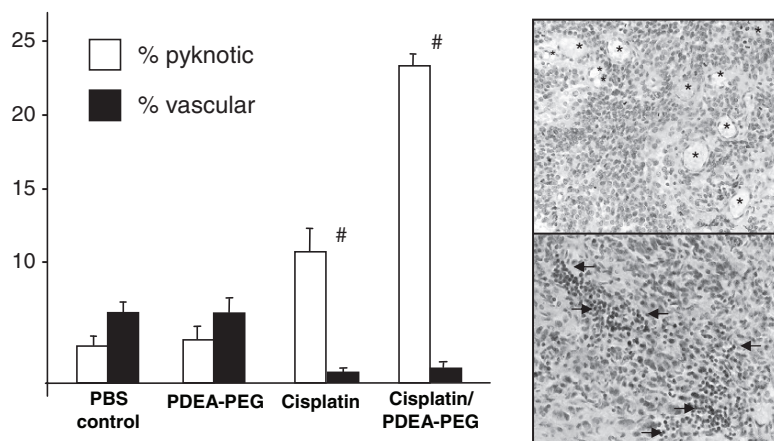 25
20
15
10
% pyknotic
% vascular
#
#
PBS
control
PDEA-PEG
Cisplatin
Cisplatin/
PDEA-PEG
* * * * * * * * * * *